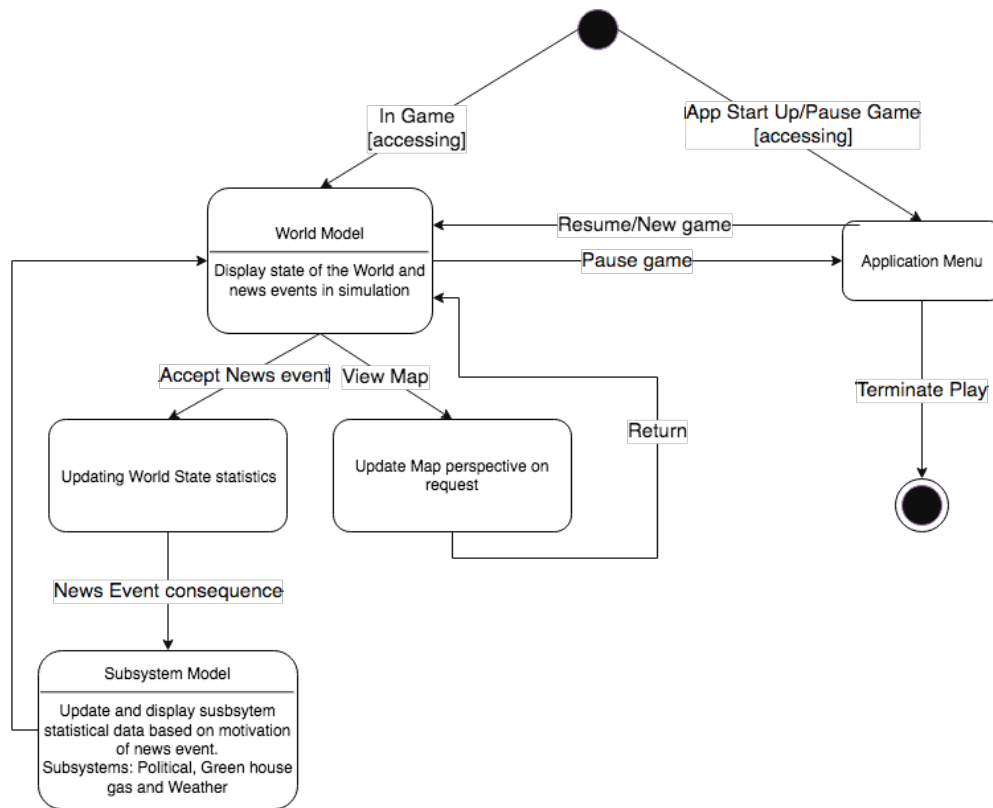 In Game
[accessing]
App Start Up/Pause Game
[accessing]
World Model
Display state of the World and
news events in simulation
Resume/New game
Pause game
Application Menu
Accept News event
View Map
Terminate Play
Updating World State statistics
Update Map perspective on
request
Return
News Event consequence
Subsystem Model
Update and display susbsytem
statistical data based on motivation
of news event.
Subsystems: Political, Green house
gas and Weather